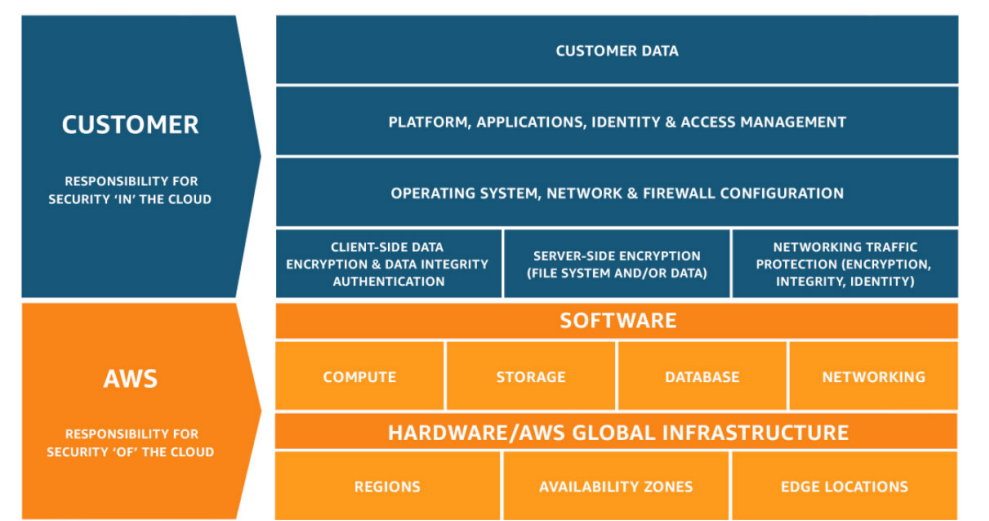 CUSTOMER
RESPONSIBILITY FOR
SECURITY ‘IN’ THE CLOUD
CUSTOMER DATA
PLATFORM, APPLICATIONS, IDENTITY & ACCESS MANAGEMENT
OPERATING SYSTEM, NETWORK & FIREWALL CONFIGURATION
CLIENT-SIDE DATA
ENCRYPTION & DATA INTEGRITY
AUTHENTICATION
SERVER-SIDE ENCRYPTION
(FILE SYSTEM AND/OR DATA)
NETWORKING TRAFFIC
PROTECTION (ENCRYPTION,
INTEGRITY, IDENTITY)
AWS
RESPONSIBILITY FOR
SECURITY ‘OF’ THE CLOUD
SOFTWARE
COMPUTE
STORAGE
DATABASE
NETWORKING
HARDWARE/AWS GLOBAL INFRASTRUCTURE
REGIONS
AVAILABILITY ZONES
EDGE LOCATIONS